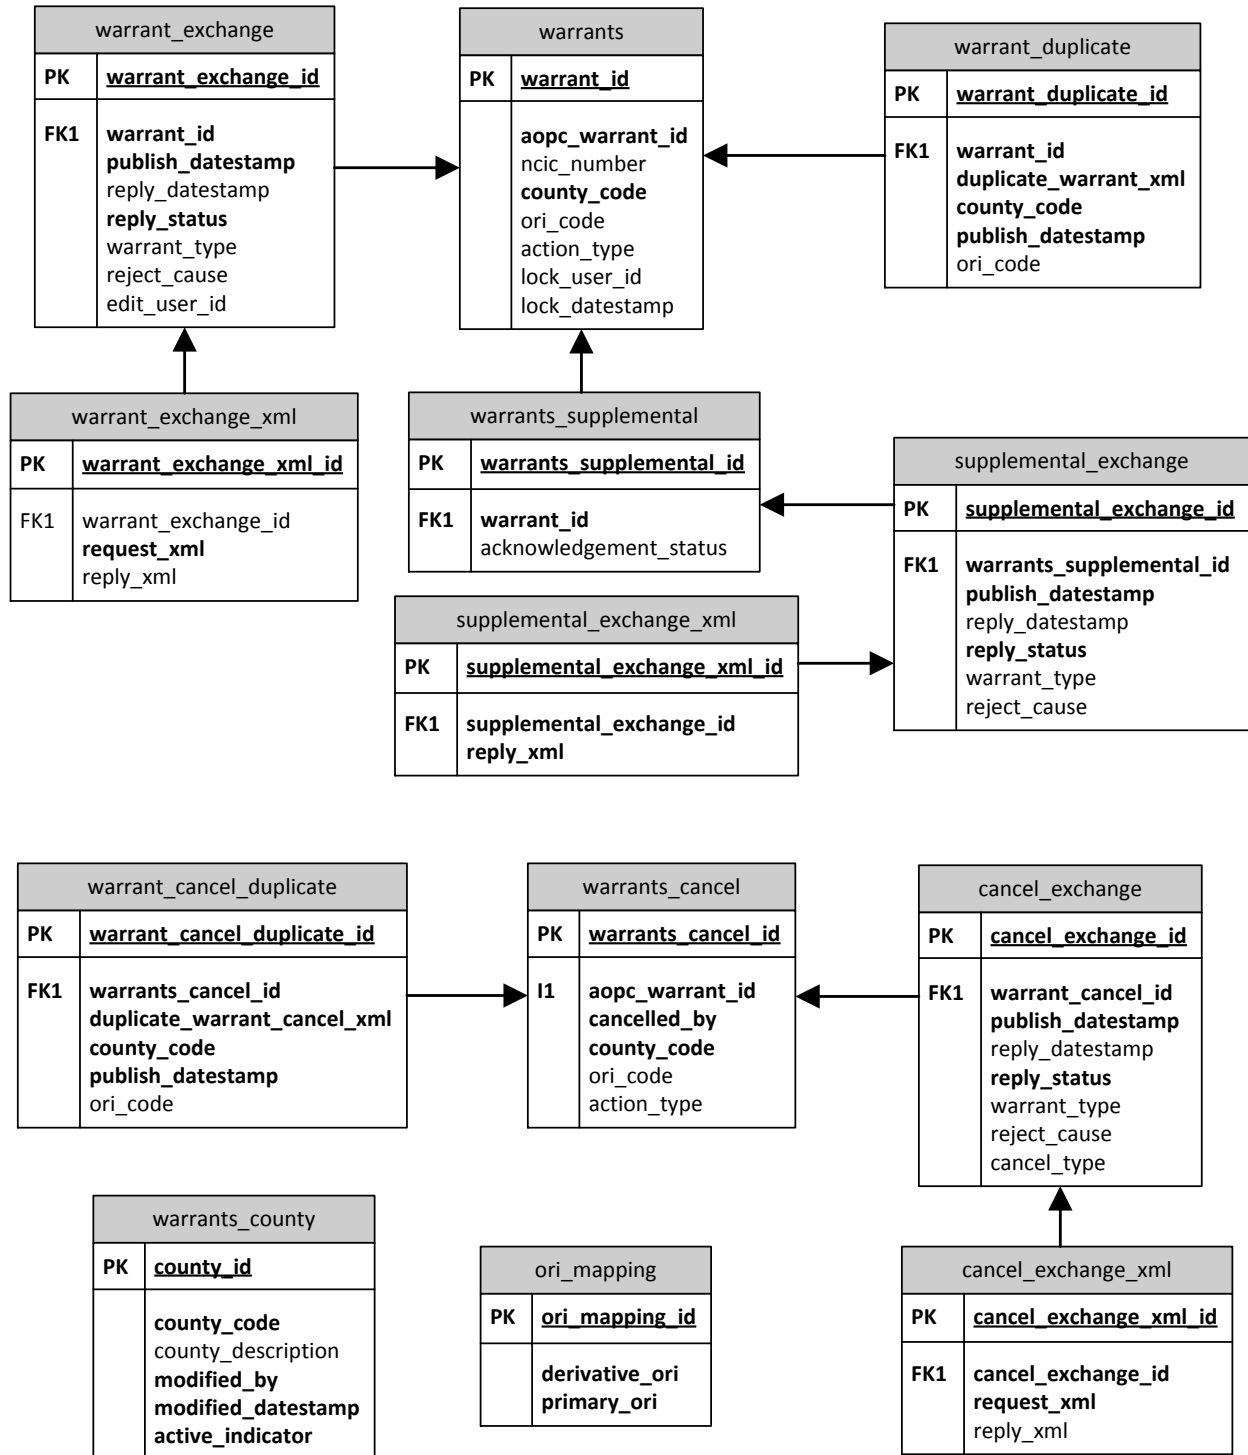 warrant_exchange
PK warrant_exchange_id
FK1 warrant_id
publish_datestamp
reply_datestamp
reply_status
warrant_type
reject_cause
edit_user_id
warrants
PK warrant_id
aopc_warrant_id
ncic_number
county_code
ori_code
action_type
lock_user_id
lock_datestamp
warrant_duplicate
PK warrant_duplicate_id
FK1 warrant_id
duplicate_warrant_xml
county_code
publish_datestamp
ori_code
warrant_exchange_xml
PK warrant_exchange_xml_id
FK1 warrant_exchange_id
request_xml
reply_xml
warrants_supplemental
PK warrants_supplemental_id
FK1 warrant_id
acknowledgement_status
supplemental_exchange
PK supplemental_exchange_id
FK1 warrants_supplemental_id
publish_datestamp
reply_datestamp
reply_status
warrant_type
reject_cause
supplemental_exchange_xml
PK supplemental_exchange_xml_id
FK1 supplemental_exchange_id
reply_xml
warrant_cancel_duplicate
PK warrant_cancel_duplicate_id
FK1 warrants_cancel_id
duplicate_warrant_cancel_xml
county_code
publish_datestamp
ori_code
warrants_cancel
PK warrants_cancel_id
I1 aopc_warrant_id
cancelled_by
county_code
ori_code
action_type
cancel_exchange
PK cancel_exchange_id
FK1 warrant_cancel_id
publish_datestamp
reply_datestamp
reply_status
warrant_type
reject_cause
cancel_type
warrants_county
PK county_id
county_code
county_description
modified_by
modified_datestamp
active_indicator
ori_mapping
PK ori_mapping_id
derivative_ori
primary_ori
cancel_exchange_xml
PK cancel_exchange_xml_id
FK1 cancel_exchange_id
request_xml
reply_xml